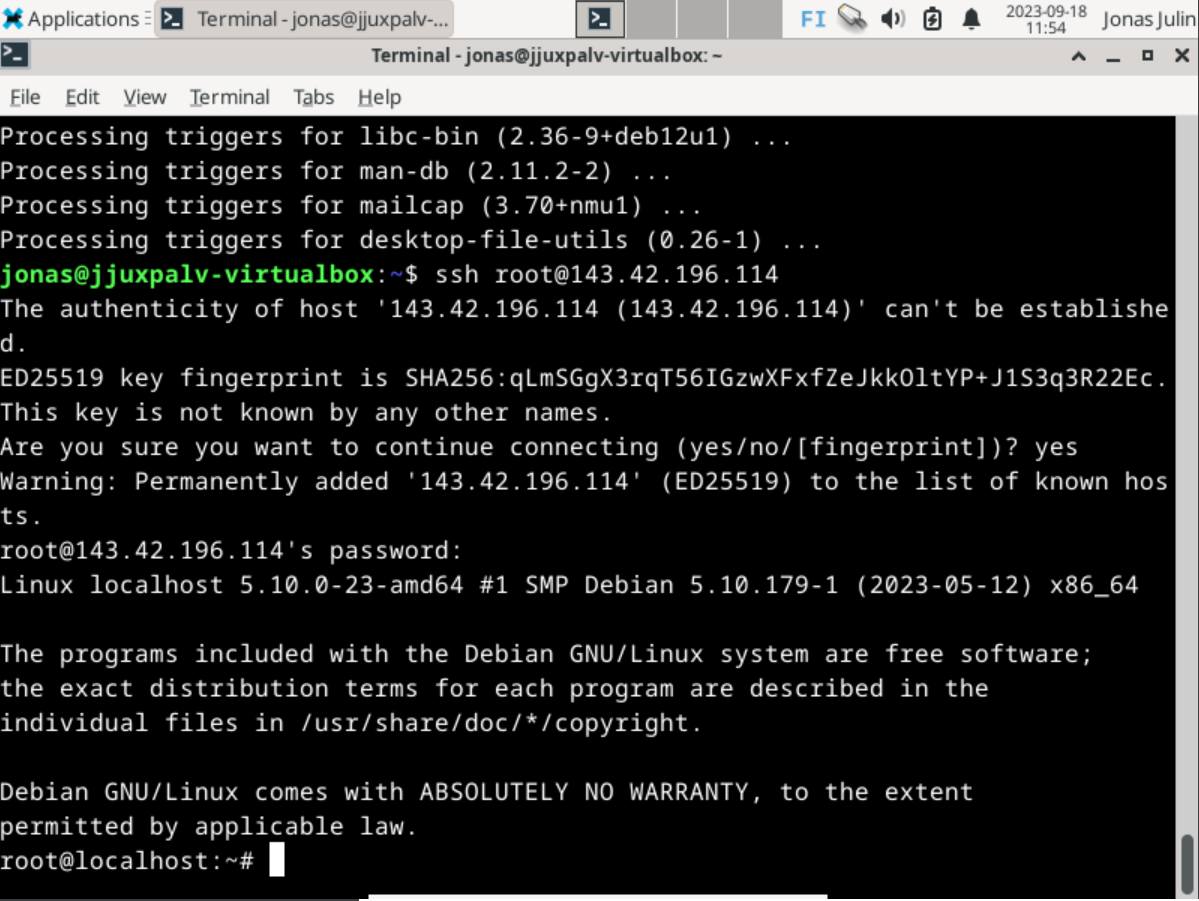 Applications
Terminal - jonas@jjuxpalv-...
FI
2023-09-18
11:54
Jonas Julin
Terminal - jonas@jjuxpalv-virtualbox: ~
File Edit View Terminal Tabs Help
Processing triggers for libc-bin (2.36-9+deb12u1) ...
Processing triggers for man-db (2.11.2-2) ...
Processing triggers for mailcap (3.70+nmu1) ...
Processing triggers for desktop-file-utils (0.26-1) ...
jonas@jjuxpalv-virtualbox:~$ ssh root@143.42.196.114
The authenticity of host '143.42.196.114 (143.42.196.114)' can't be establishe
d.
ED25519 key fingerprint is SHA256:qLmSGgX3rqT56IGzwXFxfZeJkkOltYP+J1S3q3R22Ec.
This key is not known by any other names.
Are you sure you want to continue connecting (yes/no/[fingerprint])? yes
Warning: Permanently added '143.42.196.114' (ED25519) to the list of known hos
ts.
root@143.42.196.114's password:
Linux localhost 5.10.0-23-amd64 #1 SMP Debian 5.10.179-1 (2023-05-12) x86_64
The programs included with the Debian GNU/Linux system are free software;
the exact distribution terms for each program are described in the
individual files in /usr/share/doc/*/copyright.
Debian GNU/Linux comes with ABSOLUTELY NO WARRANTY, to the extent
permitted by applicable law.
root@localhost:~#